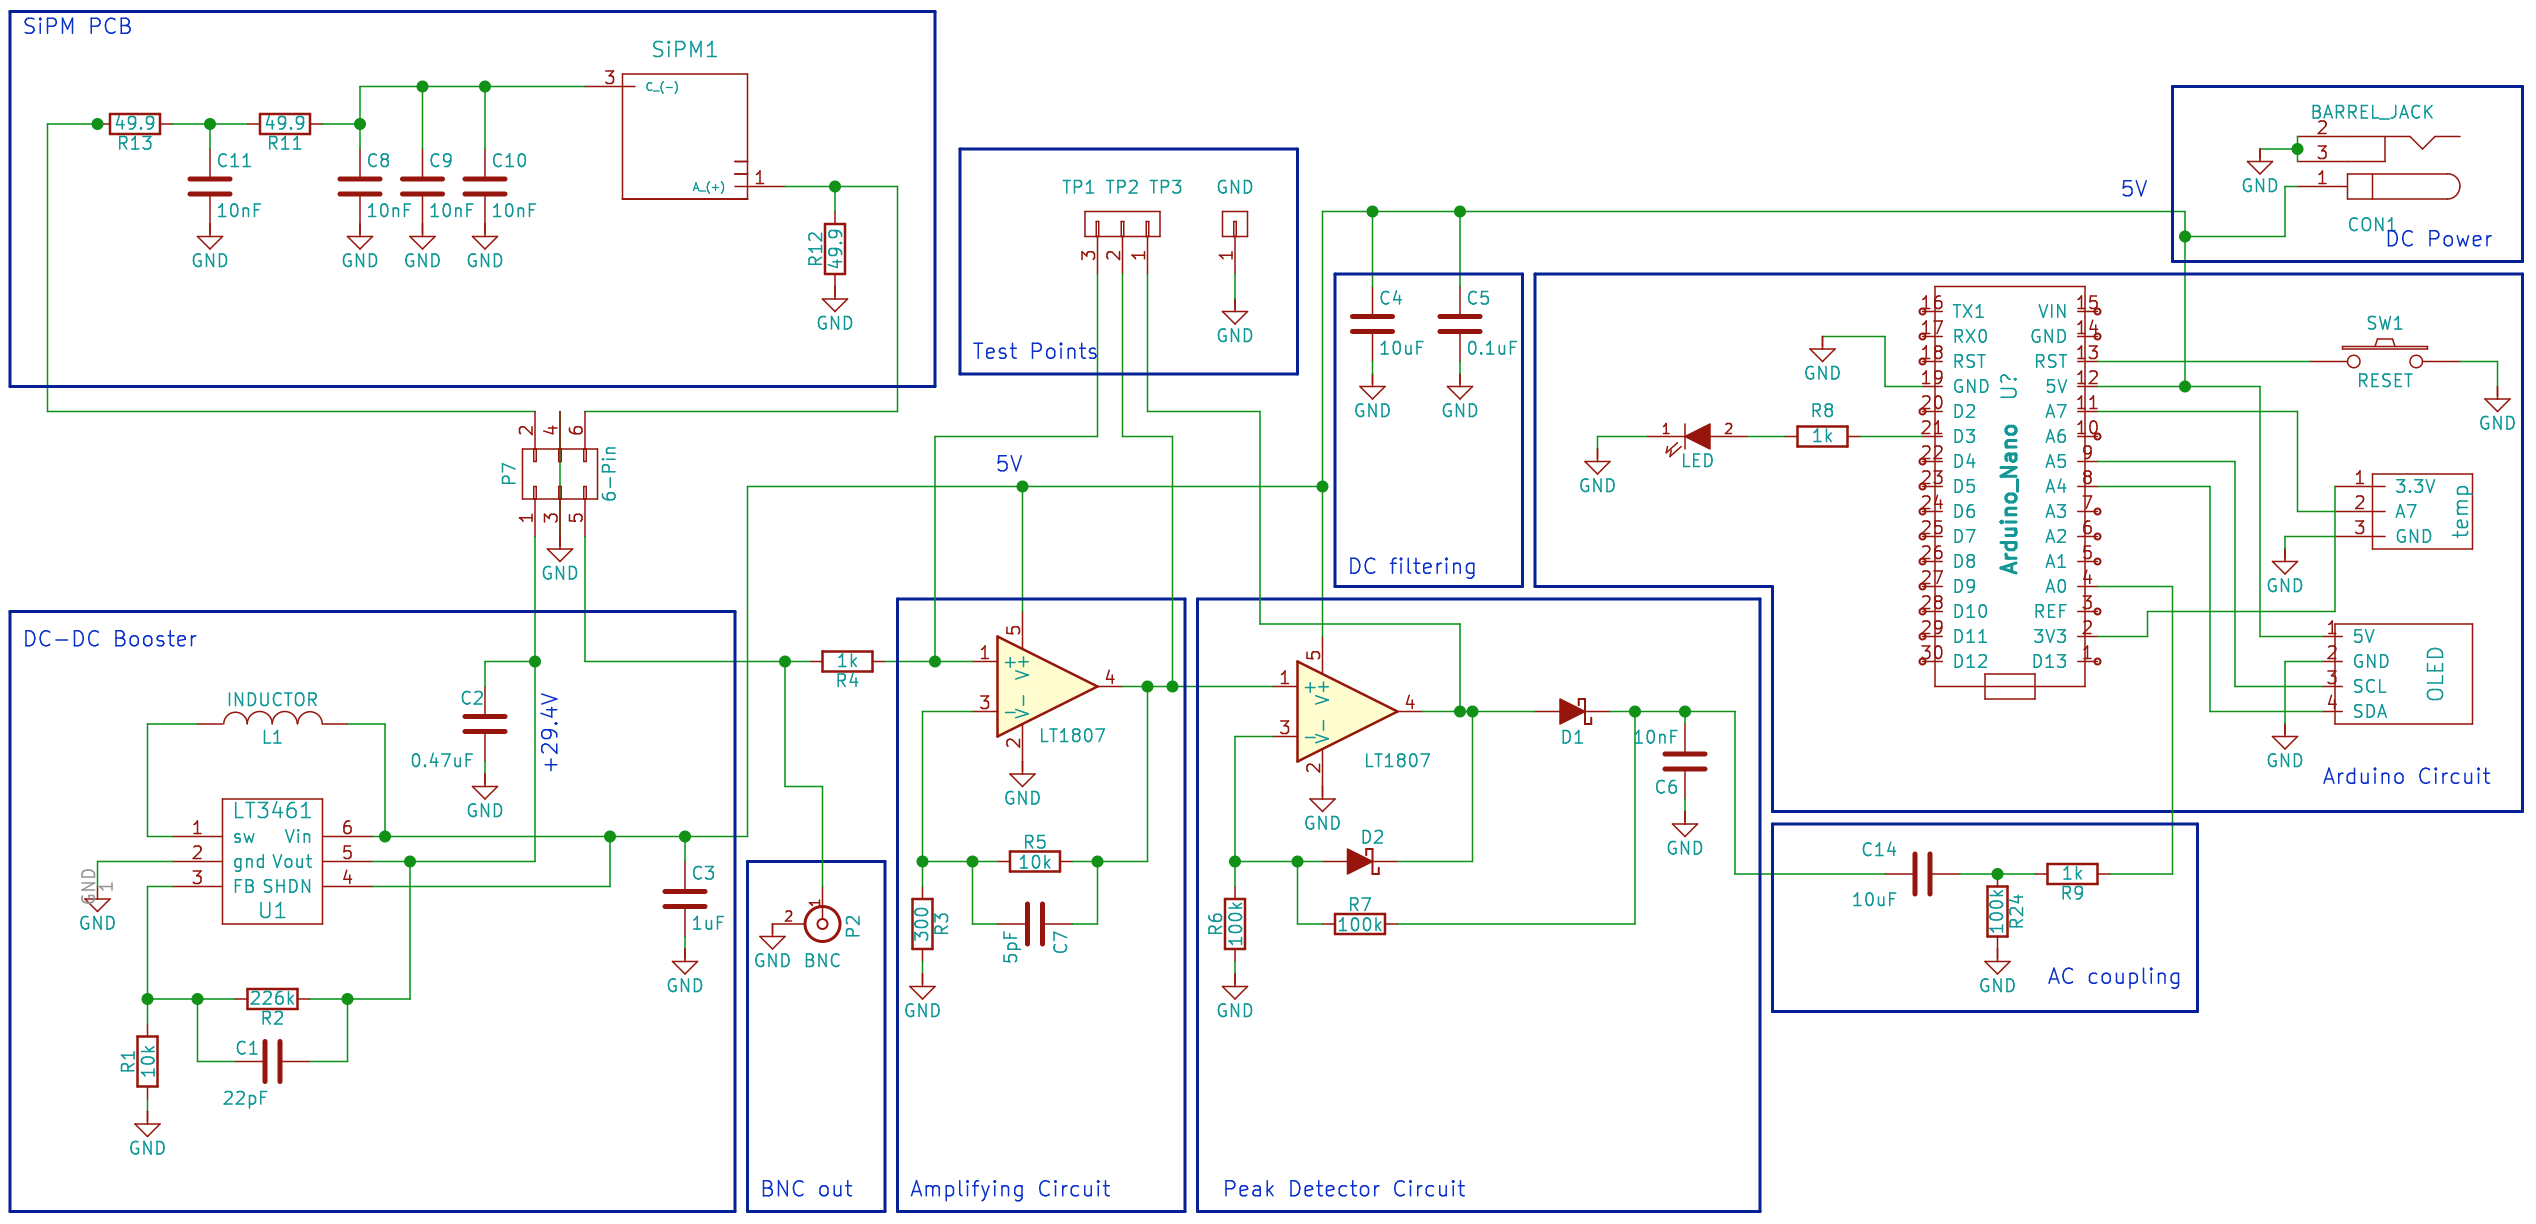 SiPM PCB
SiPM1
3
C_(-)
A_(+)
1
49.9
R13
49.9
R11
C11
10nF
GND
C8
10nF
GND
C9
10nF
GND
C10
10nF
GND
R12
49.9
GND
TP1 TP2 TP3
GND
3
2
1
1
GND
Test Points
5V
BARREL_JACK
2
3
1
GND
CON1
DC Power
C4
10uF
GND
C5
0.1uF
GND
DC filtering
GND
R8
1k
1
2
LED
GND
16 TX1
17 RX0
18 RST
19 GND
20 D2
21 D3
22 D4
23 D5
24 D6
25 D7
26 D8
27 D9
28 D10
29 D11
30 D12
U?
Arduino_Nano
VIN 15
GND 14
RST 13
5V 12
A7 11
A6 10
A5 9
A4 8
A3 7
A2 6
A1 5
A0 4
REF 3
3V3 2
D13 1
SW1
RESET
GND
1 3.3V
2 A7
3 GND
temp
GND
1 5V
2 GND
3 SCL
4 SDA
OLED
GND
Arduino Circuit
2
4
6
P7
6-Pin
1
3
5
GND
5V
DC-DC Booster
INDUCTOR
L1
C2
0.47uF
GND
+29.4V
LT3461
1 sw Vin 6
2 gnd Vout 5
3 FB SHDN 4
U1
GND
1
GND
C3
1uF
GND
226k
R2
C1
22pF
R1
10k
GND
1k
R4
1
2
P2
GND
BNC
BNC out
1
3
5
2
4
+
V+
-
V-
LT1807
GND
R5
10k
300
R3
5pF
C7
GND
Amplifying Circuit
1
3
5
2
4
+
V+
-
V-
LT1807
GND
D1
10nF
C6
GND
D2
R7
100k
R6
100k
GND
Peak Detector Circuit
C14
10uF
1k
R9
100k
R24
GND
AC coupling